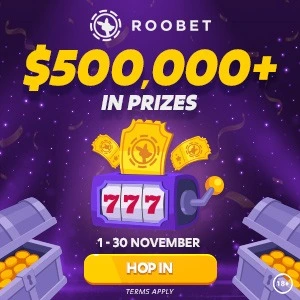 ROOBET
$500,000+
IN PRIZES
777
1 - 30 NOVEMBER
HOP IN
TERMS APPLY
18+